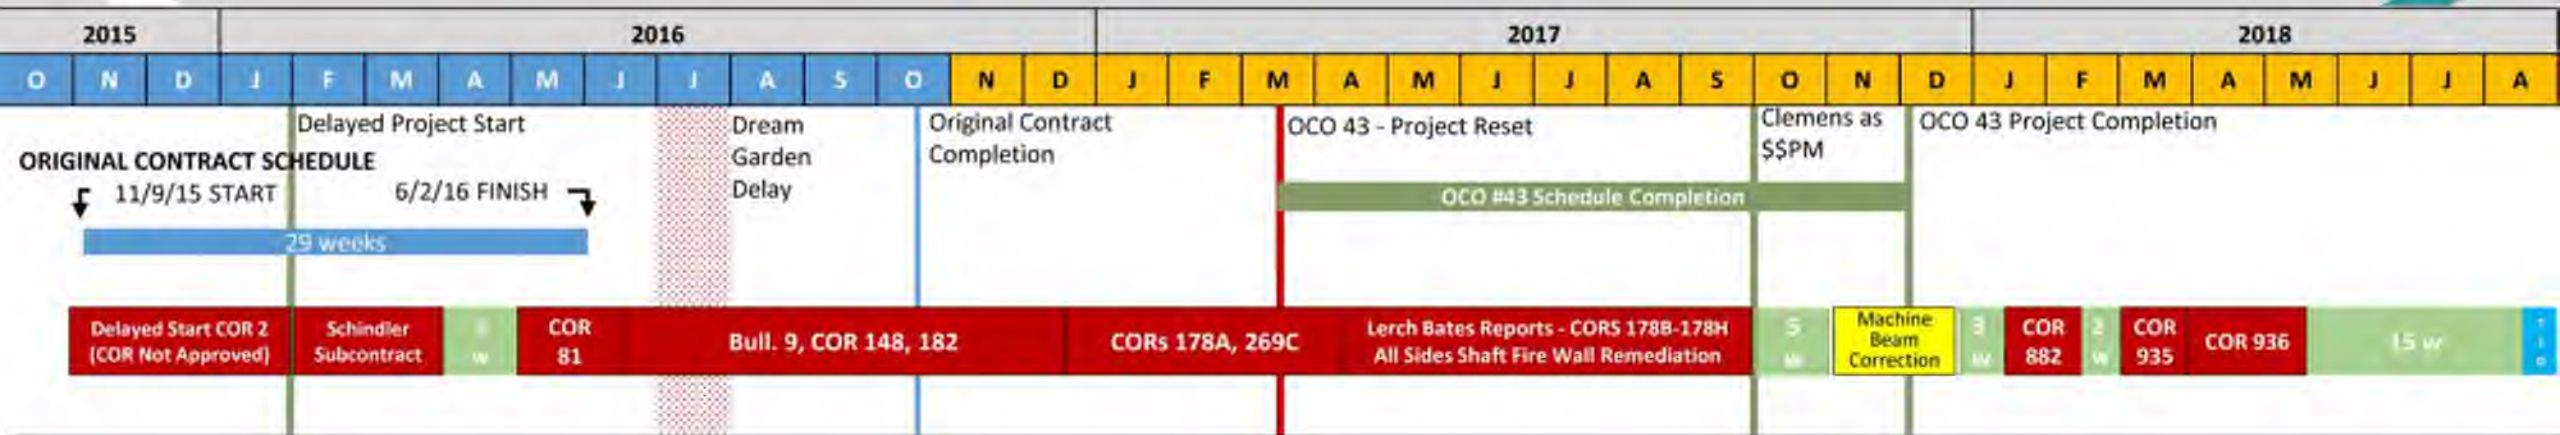 2015 2016 2017 2018
O N D J F M A M J J A S O N D J F M A M J J A S O N D J F M A M J J A
Delayed Project Start
Dream
Garden
Delay
Original Contract
Completion
OCO 43 - Project Reset
Clemens as
$$PM
OCO 43 Project Completion
ORIGINAL CONTRACT SCHEDULE
11/9/15 START 6/2/16 FINISH
OCO #43 Schedule Completion
29 weeks
Delayed Start COR 2
(COR Not Approved)
Schindler
Subcontract
w
COR
81
Bull. 9, COR 148, 182
CORs 178A, 269C
Lerch Bates Reports - CORS 178B-178H
All Sides Shaft Fire Wall Remediation
5
w
Machine
Beam
Correction
3
w
COR
882
2
w
COR
935
COR 936
15 w